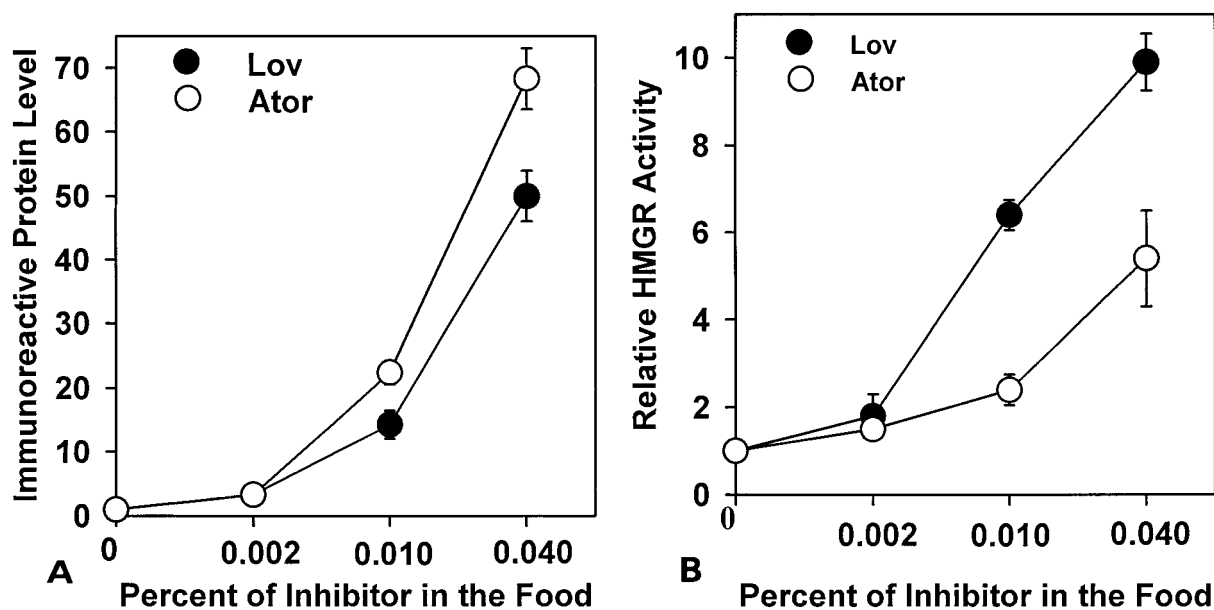 Immunoreactive Protein Level
70
60
50
40
30
20
10
0
Lov
Ator
0 0.002 0.010 0.040
A
Percent of Inhibitor in the Food
Relative HMGR Activity
10
8
6
4
2
0
Lov
Ator
0 0.002 0.010 0.040
B
Percent of Inhibitor in the Food